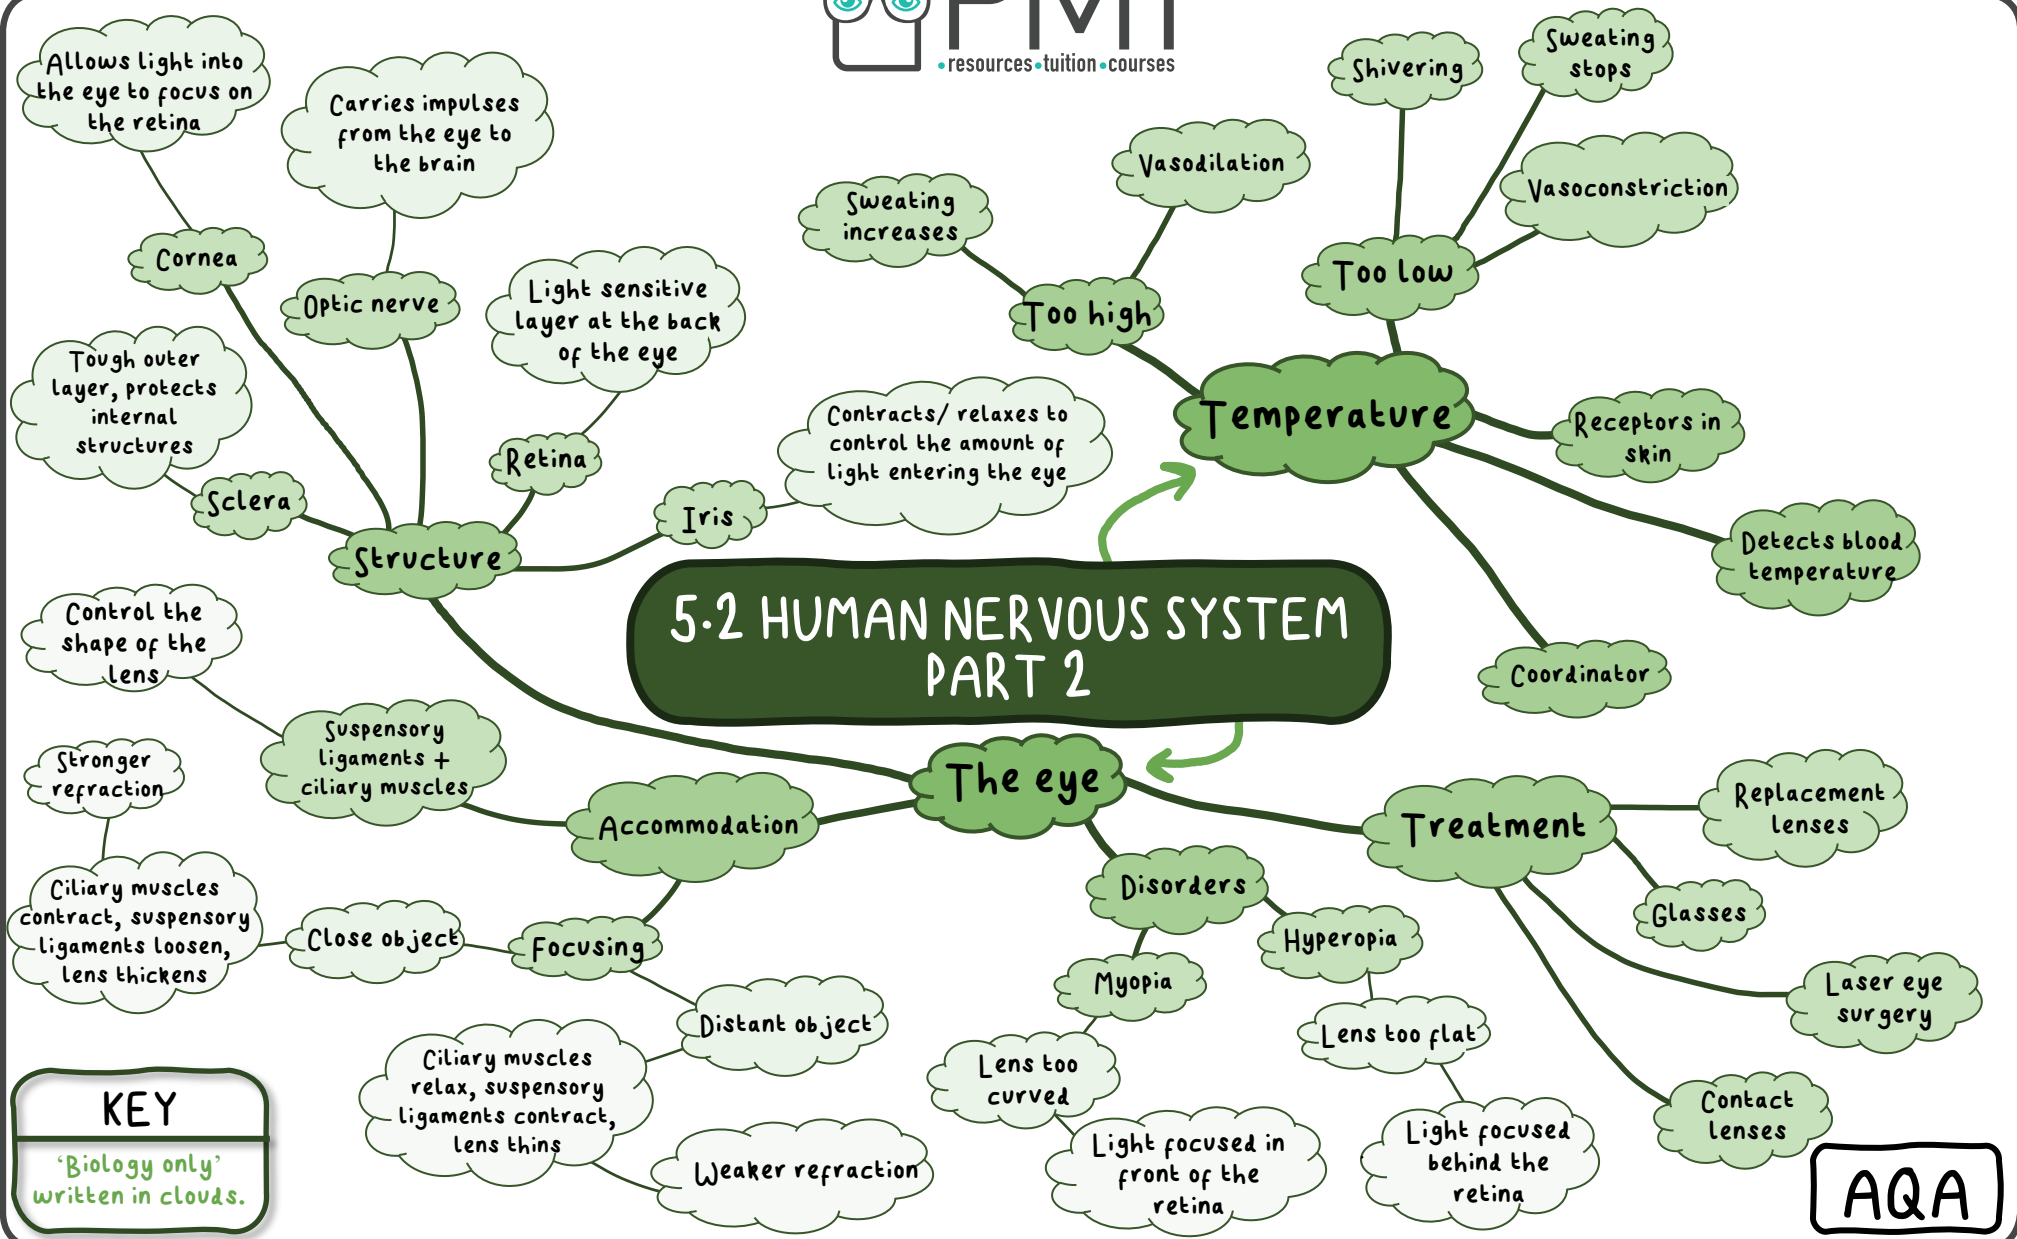 PMT
•resources•tuition•courses
Allows light into
the eye to focus on
the retina
Carries impulses
from the eye to
the brain
Cornea
Optic nerve
Light sensitive
layer at the back
of the eye
Tough outer
layer, protects
internal
structures
Sclera
Retina
Iris
Contracts/ relaxes to
control the amount of
light entering the eye
Structure
Sweating
increases
Vasodilation
Too high
Shivering
Sweating
stops
Vasoconstriction
Too low
Temperature
Receptors in
skin
Detects blood
temperature
Coordinator
5.2 HUMAN NERVOUS SYSTEM
PART 2
Control the
shape of the
lens
Suspensory
ligaments +
ciliary muscles
Accommodation
The eye
Stronger
refraction
Ciliary muscles
contract, suspensory
ligaments loosen,
lens thickens
Close object
Focusing
Distant object
Ciliary muscles
relax, suspensory
ligaments contract,
lens thins
Weaker refraction
Disorders
Myopia
Lens too
curved
Light focused in
front of the
retina
Hyperopia
Lens too flat
Light focused
behind the
retina
Treatment
Replacement
lenses
Glasses
Laser eye
surgery
Contact
lenses
KEY
‘Biology only’
written in clouds.
AQA